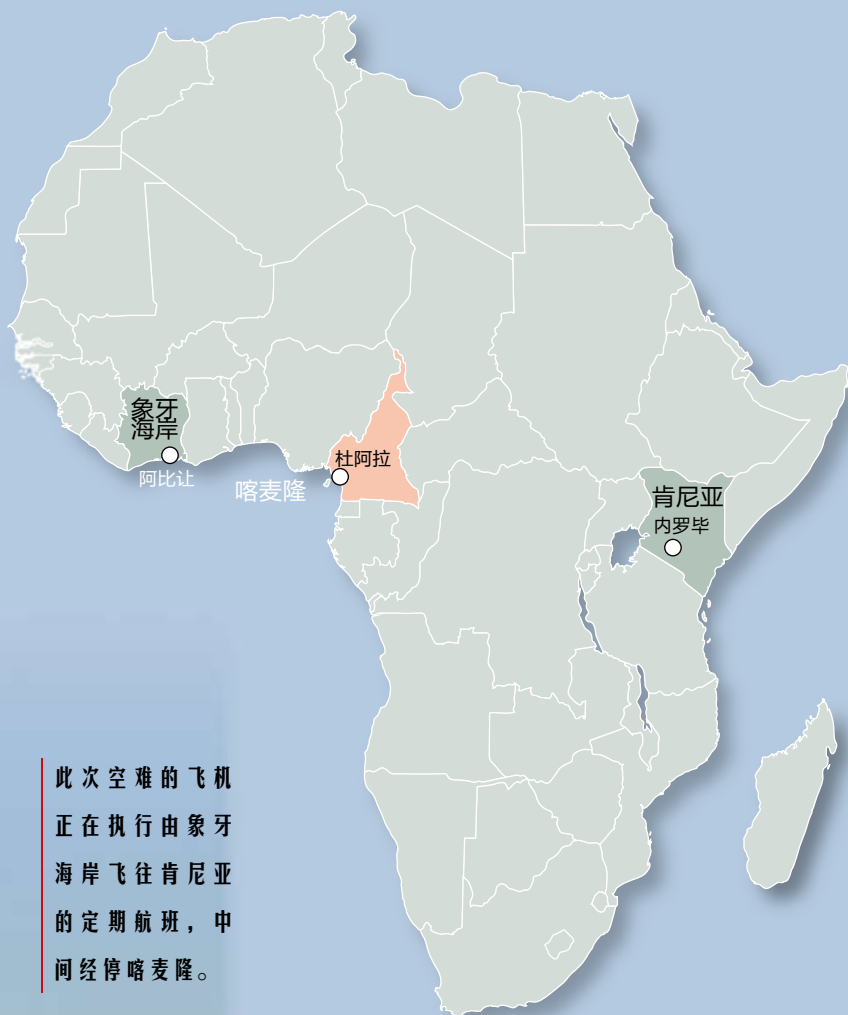 象牙
海岸
阿比让
杜阿拉
喀麦隆
肯尼亚
内罗毕
此次空难的飞机
正在执行由象牙
海岸飞往肯尼亚
的定期航班，中
间经停喀麦隆。